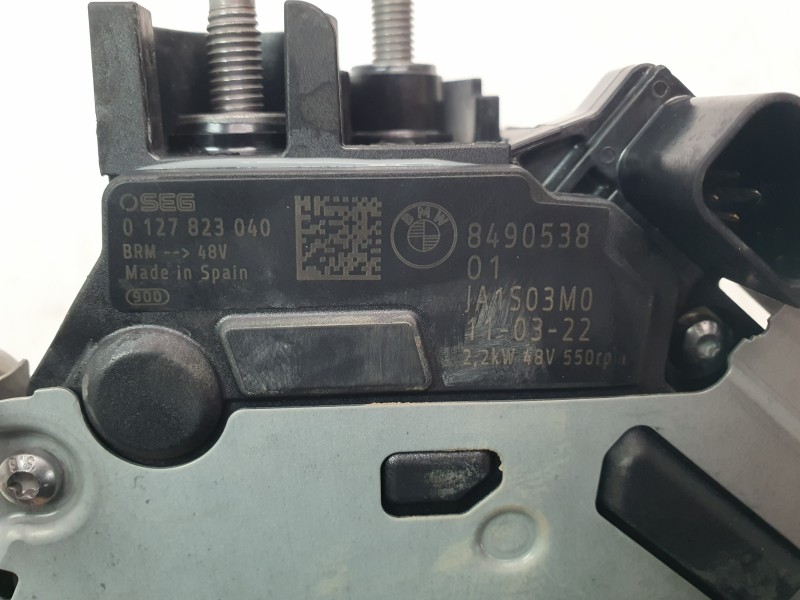 SEG
0 127 823 040
BRM --> 48V
Made in Spain
900
BMW
8490538
01
JA1S03M0
11-03-22
2,2kW 48V 550rpm